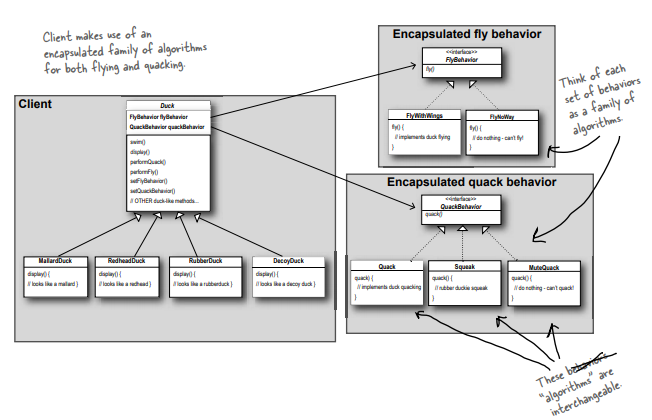 Client makes use of an
encapsulated family of algorithms
for both flying and quacking.
Client
Duck
FlyBehavior flyBehavior
QuackBehavior quackBehavior
swim()
display()
performQuack()
performFly()
setFlyBehavior()
setQuackBehavior()
// OTHER duck-like methods...
MallardDuck
display() {
// looks like a mallard }
RedheadDuck
display() {
// looks like a redhead }
RubberDuck
display() {
// looks like a rubberduck }
DecoyDuck
display() {
// looks like a decoy duck }
Encapsulated fly behavior
<<interface>>
FlyBehavior
fly()
FlyWithWings
fly() {
// implements duck flying
}
FlyNoWay
fly() {
// do nothing - can't fly!
}
Think of each
set of behaviors
as a family of
algorithms.
Encapsulated quack behavior
<<interface>>
QuackBehavior
quack()
Quack
quack() {
// implements duck quacking
}
Squeak
quack() {
// rubber duckie squeak
}
MuteQuack
quack() {
// do nothing - can't quack!
}
These behaviors
"algorithms" are
interchangeable.